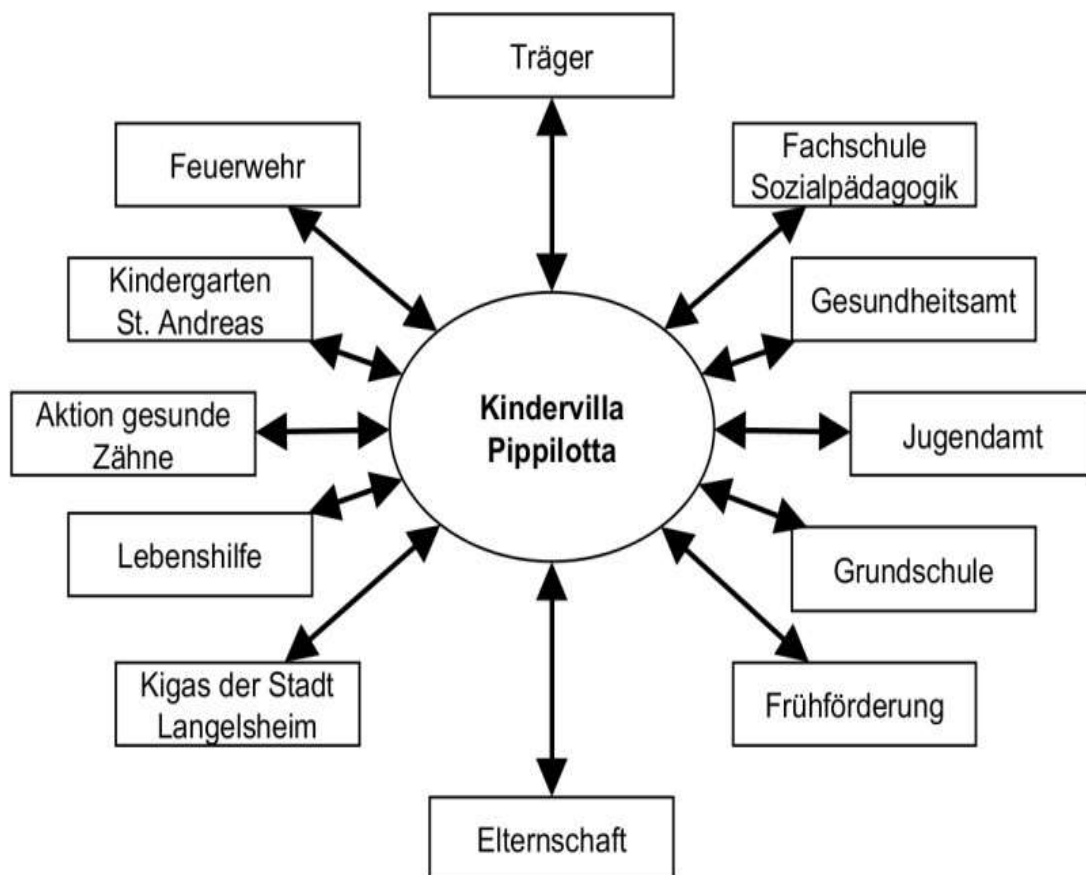 Träger
Feuerwehr
Fachschule
Sozialpädagogik
Kindergarten
St. Andreas
Gesundheitsamt
Aktion gesunde
Zähne
Kindervilla
Pippilotta
Jugendamt
Lebenshilfe
Grundschule
Kigas der Stadt
Langelsheim
Frühförderung
Elternschaft